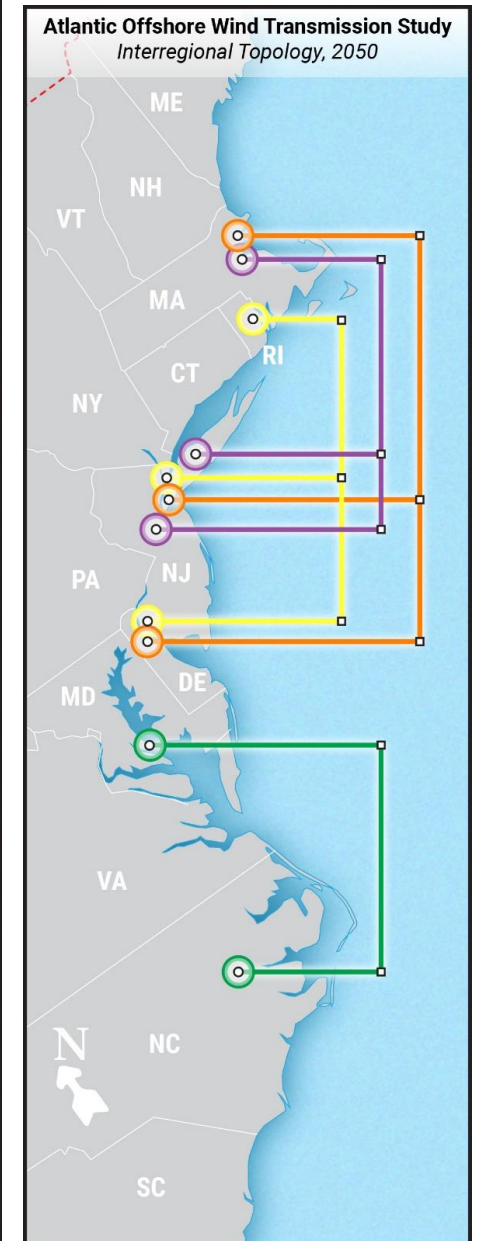 Atlantic Offshore Wind Transmission Study
Interregional Topology, 2050
ME
NH
VT
MA
RI
CT
NY
NJ
PA
DE
MD
VA
N
NC
SC